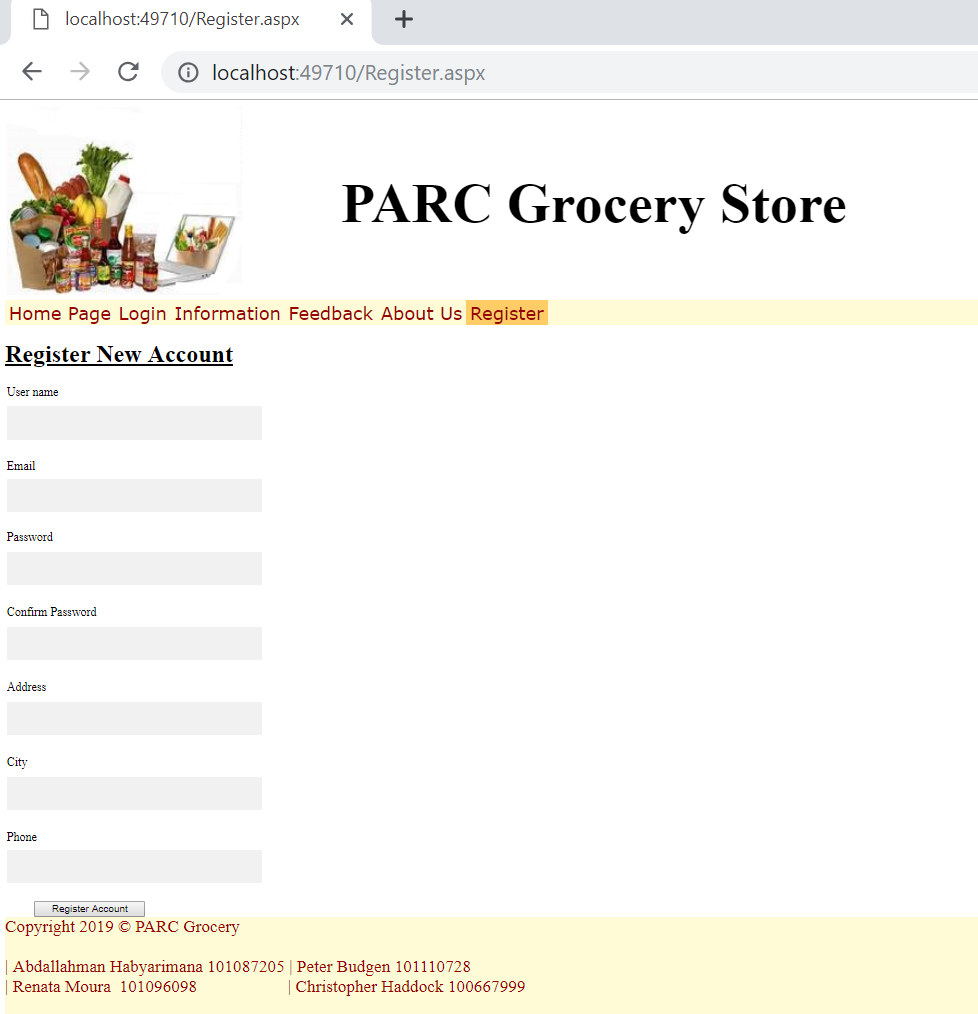 localhost:49710/Register.aspx
localhost:49710/Register.aspx
PARC Grocery Store
Home Page Login Information Feedback About Us Register
Register New Account
User name
Email
Password
Confirm Password
Address
City
Phone
Register Account
Copyright 2019 © PARC Grocery
| Abdallahman Habyarimana 101087205 | Peter Budgen 101110728
| Renata Moura 101096098 | Christopher Haddock 100667999